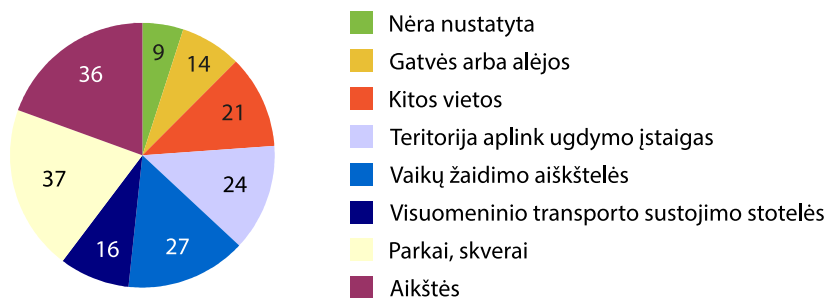 9
14
21
24
27
16
37
36
Nėra nustatyta
Gatvės arba alėjos
Kitos vietos
Teritorija aplink ugdymo įstaigas
Vaikų žaidimo aiškštelės
Visuomeninio transporto sustojimo stotelės
Parkai, skverai
Aikštės